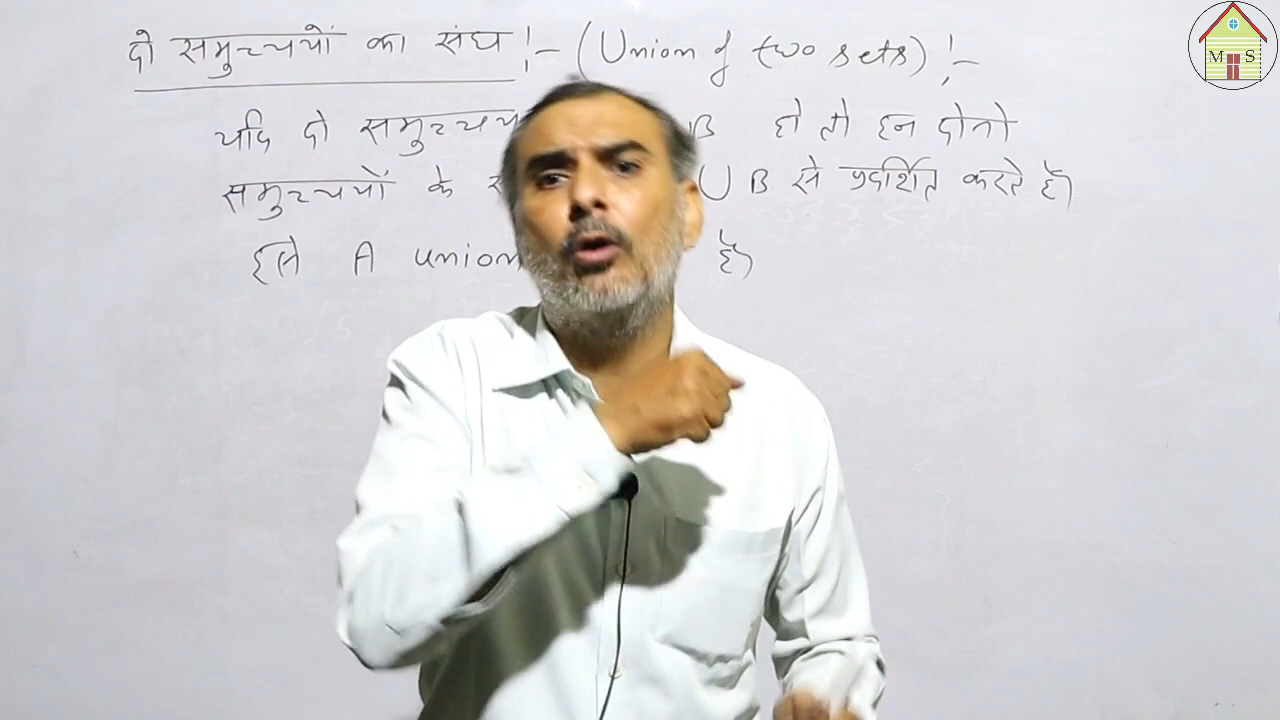 दो समुच्चयों का संघ !- (Union of two sets) !-
यदि दो समुच्चय B हो तो इन दोनो
समुच्चयों के U B से प्रदर्शित करते है
इसे A union है
M S